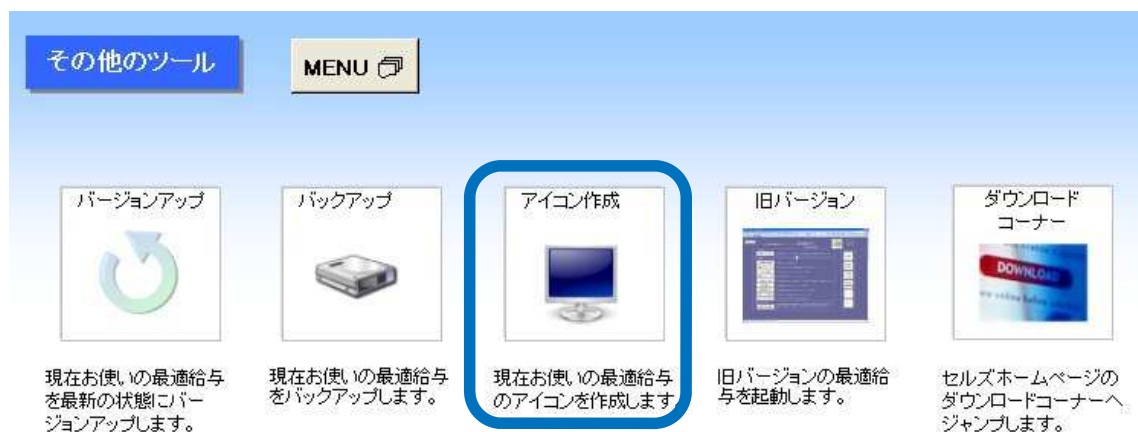 その他のツール
MENU
バージョンアップ
バックアップ
アイコン作成
旧バージョン
ダウンロード
コーナー
DOWNLOAD
現在お使いの最適給与
を最新の状態にバー
ジョンアップします。
現在お使いの最適給与
をバックアップします。
現在お使いの最適給与
のアイコンを作成します
旧バージョンの最適給
与を起動します。
セルズホームページの
ダウンロードコーナーへ
ジャンプします。